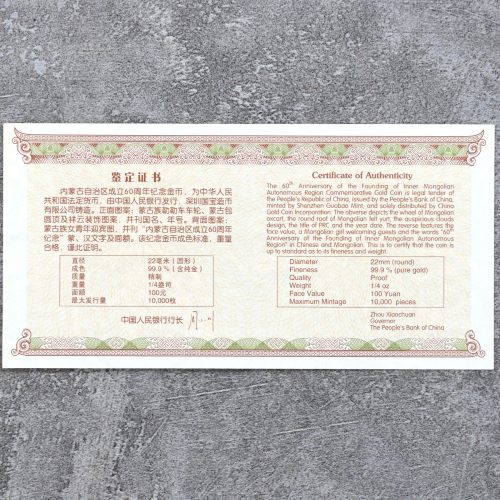 鉴定证书
内蒙古自治区成立60周年纪念金币，为中华人民
共和国法定货币，由中国人民银行发行，深圳国宝造币
有限公司铸造。正面图案：蒙古族勒勒车车轮、蒙古包
圆顶及祥云装饰图案，并刊国名、年号。背面图案：
蒙古族女青年迎宾图，并刊“内蒙古自治区成立60周年
纪念”蒙、汉文字及面额。该纪念金币成色标准，重量
合格，谨此证明。
直径 22毫米（圆形）
成色 99.9％（含纯金）
质量 精制
重量 1/4盎司
面额 100元
最大发行量 10,000枚
中国人民银行行长
Certificate of Authenticity
The 60th Anniversary of the Founding of Inner Mongolian
Autonomous Region Commemorative Gold Coin is legal tender of
the People's Republic of China, issued by the People's Bank of China,
minted by Shenzhen Guobao Mint, and solely distributed by China
Gold Coin Incorporation. The obverse depicts the wheel of Mongolian
oxcart, the round roof of Mongolian felt yurt, the auspicious clouds
design, the title of PRC and the year date. The reverse features the
face value, a Mongolian girl welcoming guests and the words "60th
Anniversary of the Founding of Inner Mongolian Autonomous
Region" in Chinese and Mongolian. This is to certify that the coin is
up to standard as to its fineness and weight.
Diameter 22mm (round)
Fineness 99.9 % (pure gold)
Quality Proof
Weight 1/4 oz
Face Value 100 Yuan
Maximum Mintage 10,000 pieces
Zhou Xiaochuan
Governor
The People's Bank of China